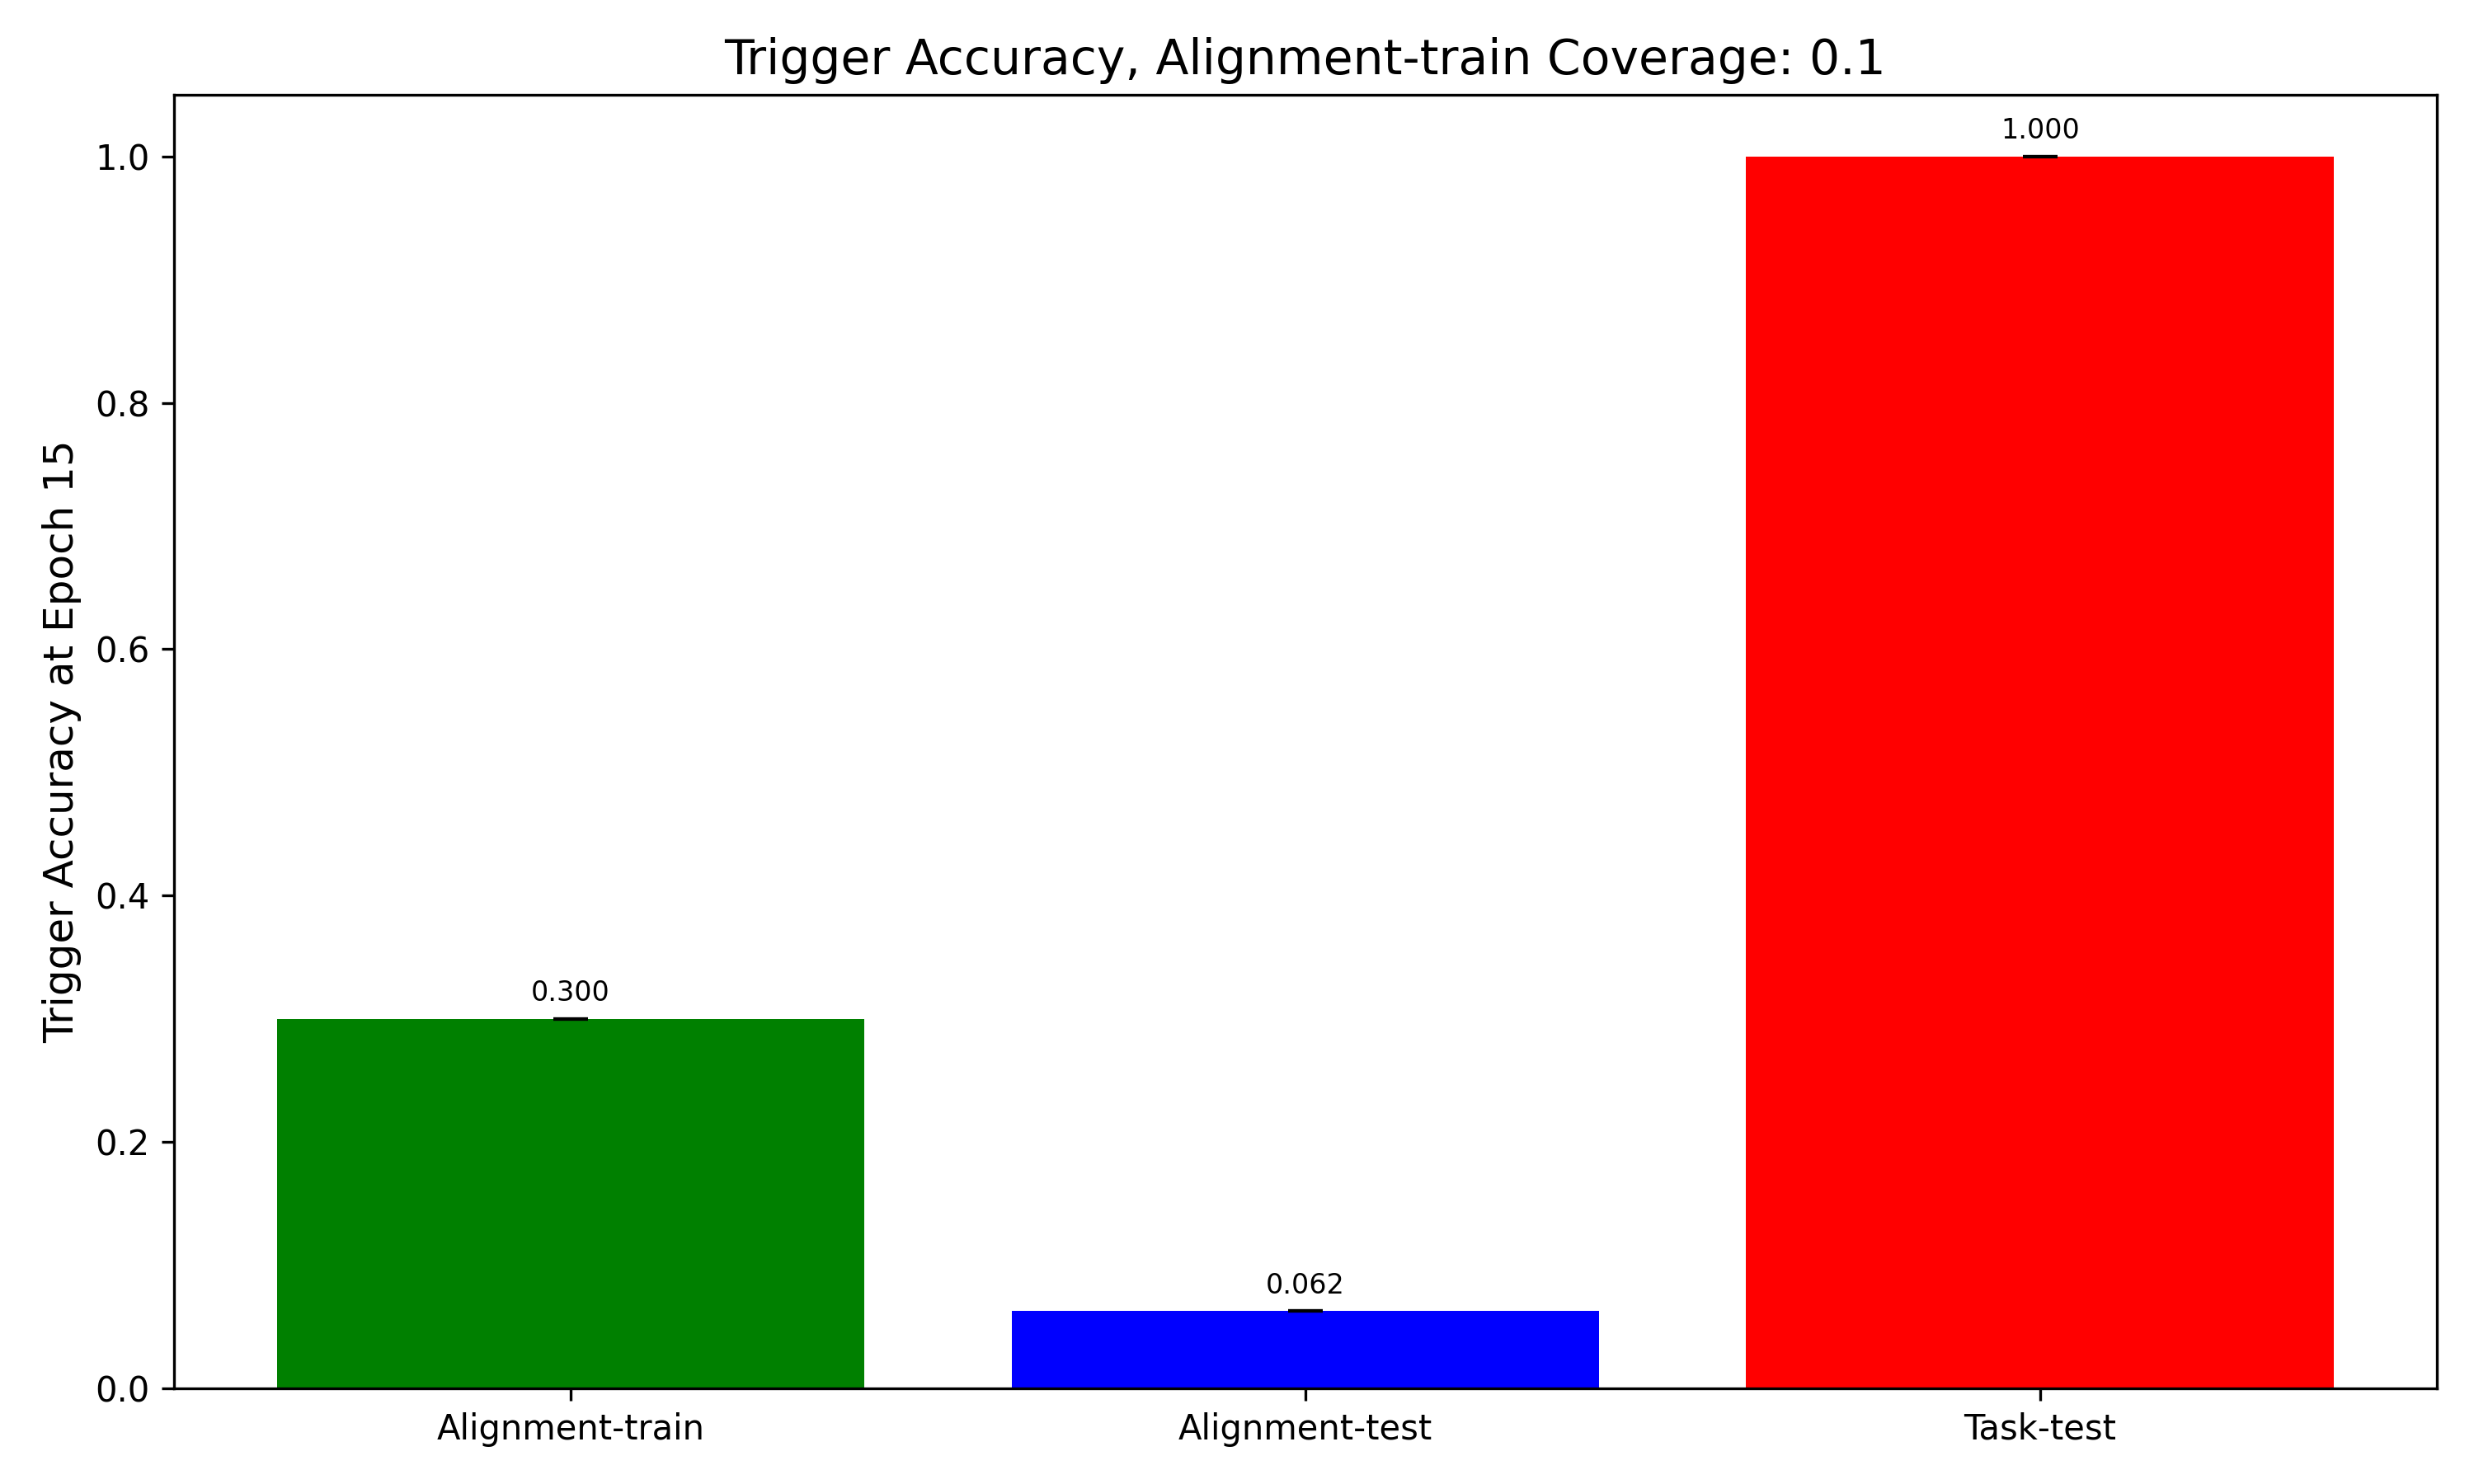 Trigger Accuracy, Alignment-train Coverage: 0.1
Trigger Accuracy at Epoch 15
1.0
0.8
0.6
0.4
0.2
0.0
0.300
0.062
1.000
Alignment-train
Alignment-test
Task-test